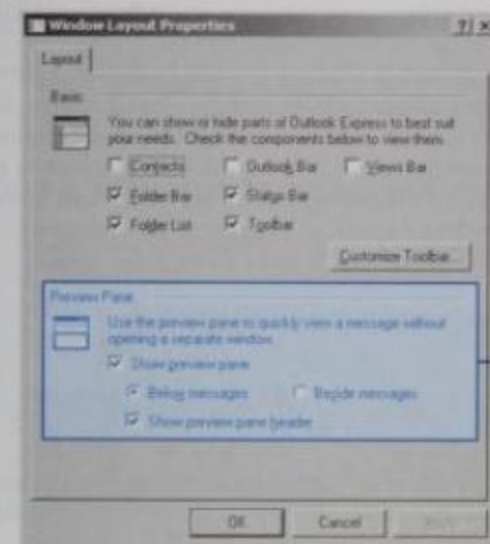 Window Layout Properties
Layout
Basic
You can show or hide parts of Outlook Express to best suit
your needs. Check the components below to view them.
Contacts Outlook Bar Views Bar
Folder Bar Status Bar
Folder List Toolbar
Customize Toolbar...
Preview Pane
Use the preview pane to quickly view a message without
opening a separate window.
Show preview pane
Below messages Beside messages
Show preview pane header
OK Cancel